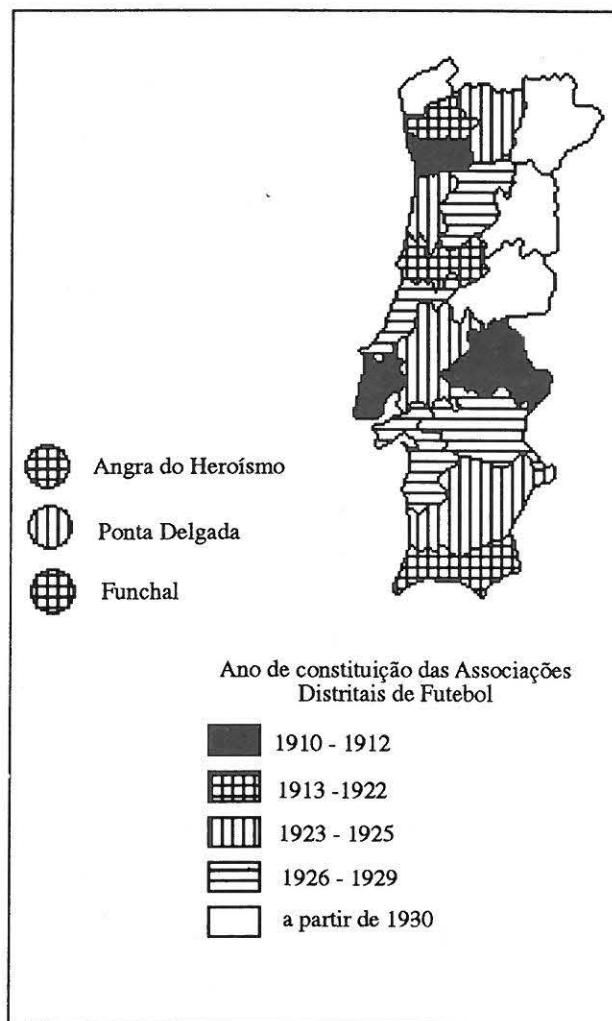 Angra do Heroísmo
Ponta Delgada
Funchal
Ano de constituição das Associações
Distritais de Futebol
1910 - 1912
1913 -1922
1923 - 1925
1926 - 1929
a partir de 1930